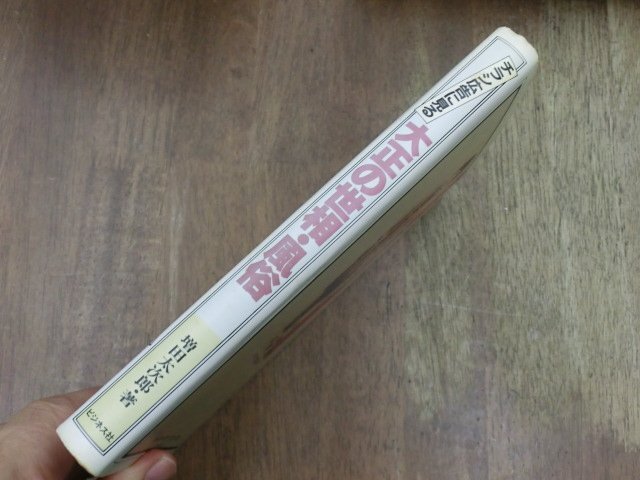 チラシ広告に見る
大正の世相・風俗
増田太次郎・著
ビジネス社